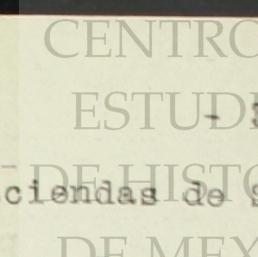 CENTRO
ESTUD
-
ciendas de
DE HIST
DE MEX